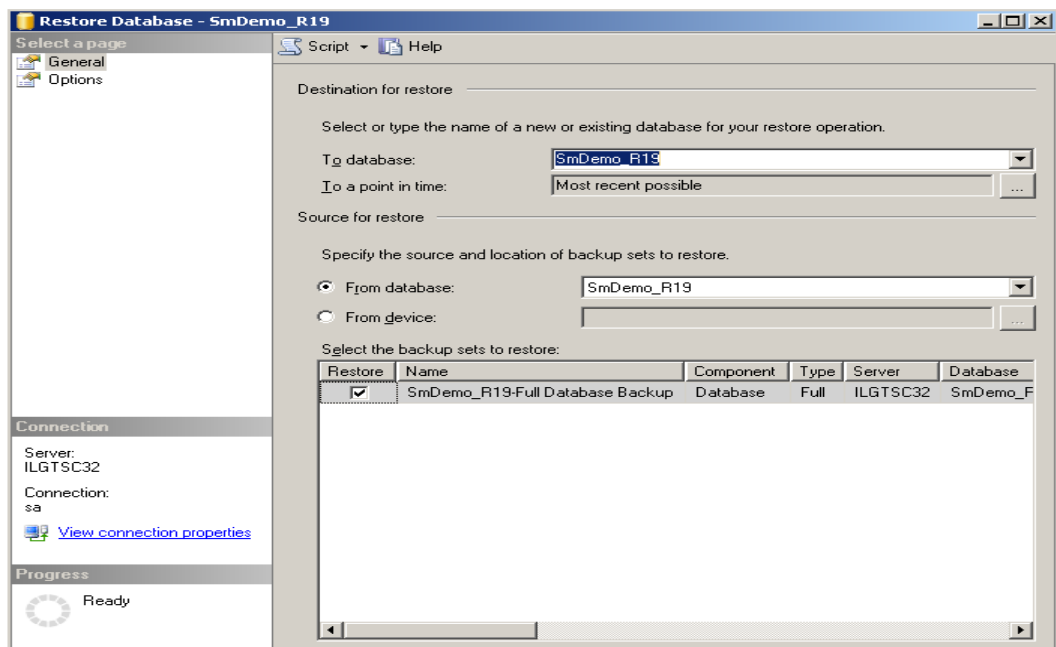 Restore Database - SmDemo_R19
Select a page
General
Options
Script Help
Destination for restore
Select or type the name of a new or existing database for your restore operation.
To database: SmDemo_R19
To a point in time: Most recent possible ...
Source for restore
Specify the source and location of backup sets to restore.
From database: SmDemo_R19
From device: ...
Select the backup sets to restore:
Restore Name Component Type Server Database
SmDemo_R19-Full Database Backup Database Full ILGTSC32 SmDemo_F
Connection
Server:
ILGTSC32
Connection:
sa
View connection properties
Progress
Ready